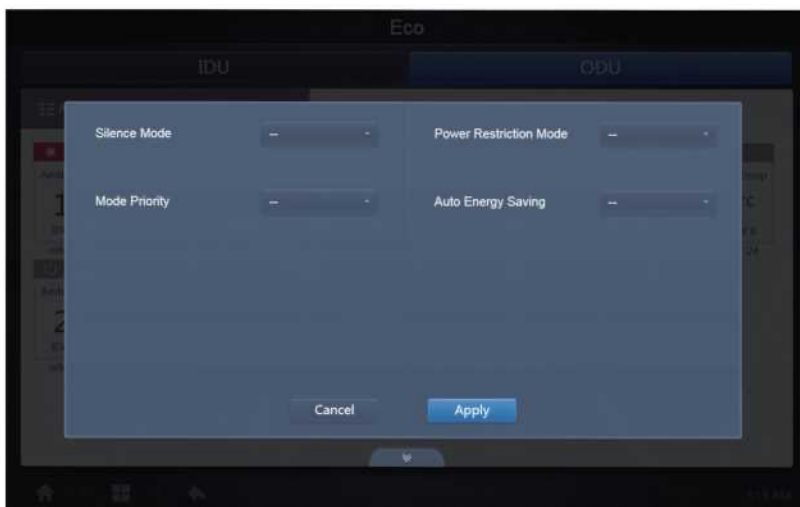 Eco
IDU ODU
Silence Mode -- Power Restriction Mode --
Mode Priority -- Auto Energy Saving --
Cancel Apply